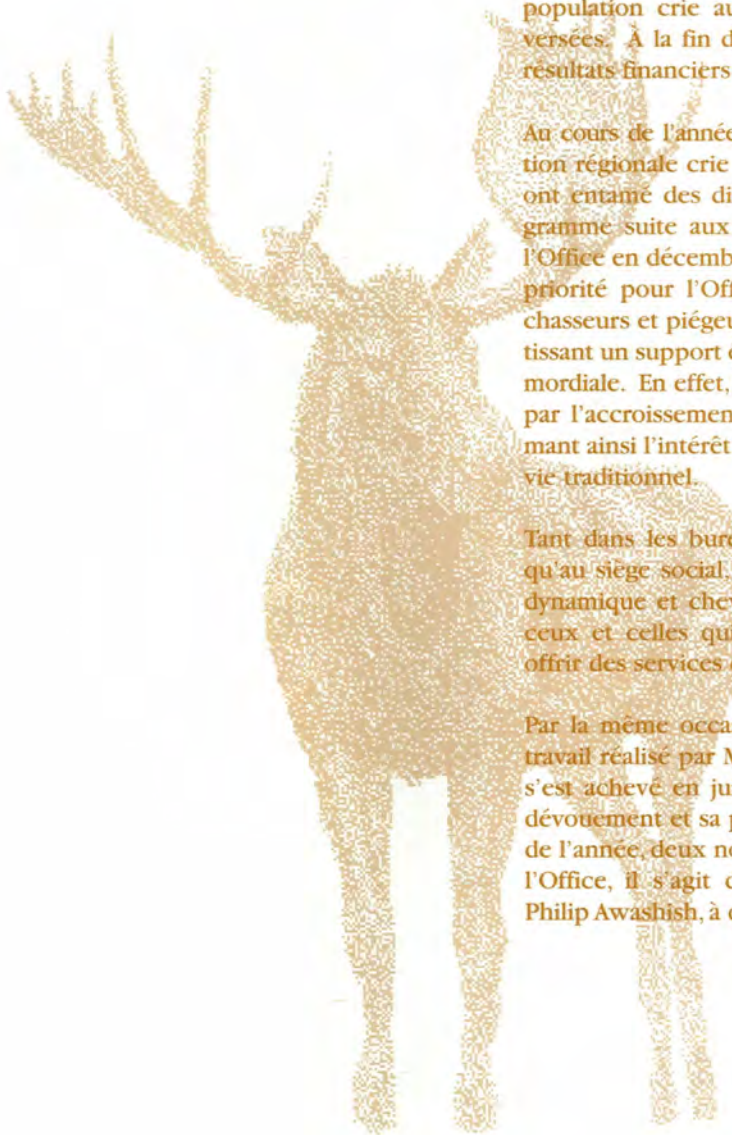 population crie au
versées. À la fin d
résultats financiers
Au cours de l'année
tion régionale crie
ont entamé des di
gramme suite aux
l'Office en décemb
priorité pour l'Off
chasseurs et piégeu
tissant un support
mordiale. En effet,
par l'accroissemen
mant ainsi l'intérêt
vie traditionnel.
Tant dans les bure
qu'au siège social,
dynamique et chev
ceux et celles qui
offrir des services
Par la même occa
travail réalisé par M
s'est achevé en ju
dévouement et sa p
de l'année, deux no
l'Office, il s'agit d
Philip Awashish, à